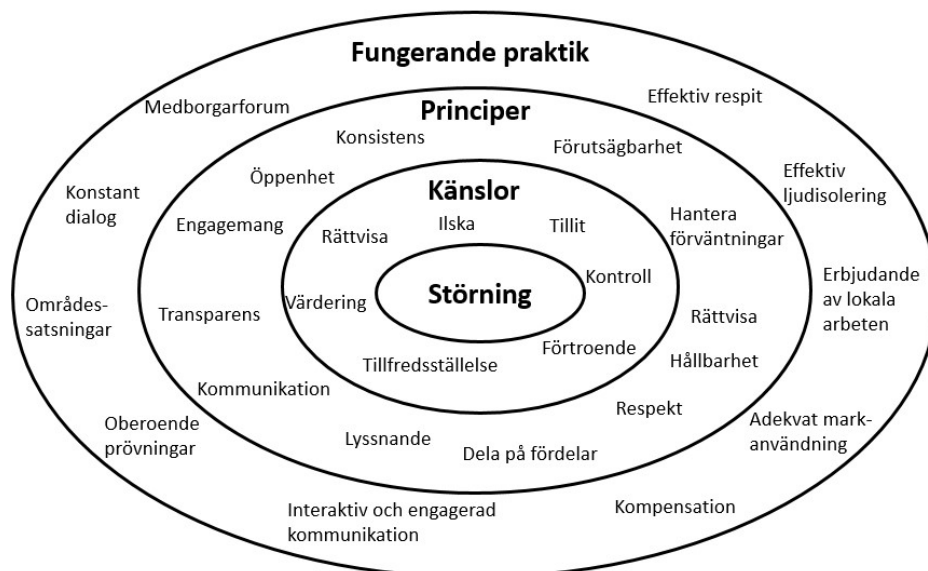 Fungerande praktik
Medborgarforum
Effektiv respit
Principer
Konsistens
Förutsägbarhet
Öppenhet
Effektiv
ljudisolering
Konstant
dialog
Känslor
Engagemang
Rättvisa
Ilska
Tillit
Hantera
förväntningar
Störning
Kontroll
Erbjudande
av lokala
arbeten
Områdes-
satsningar
Transparens
Värdering
Rättvisa
Tillfredsställelse
Förtroende
Hållbarhet
Kommunikation
Respekt
Oberoende
prövningar
Lyssnande
Dela på fördelar
Adekvat mark-
användning
Interaktiv och engagerad
kommunikation
Kompensation